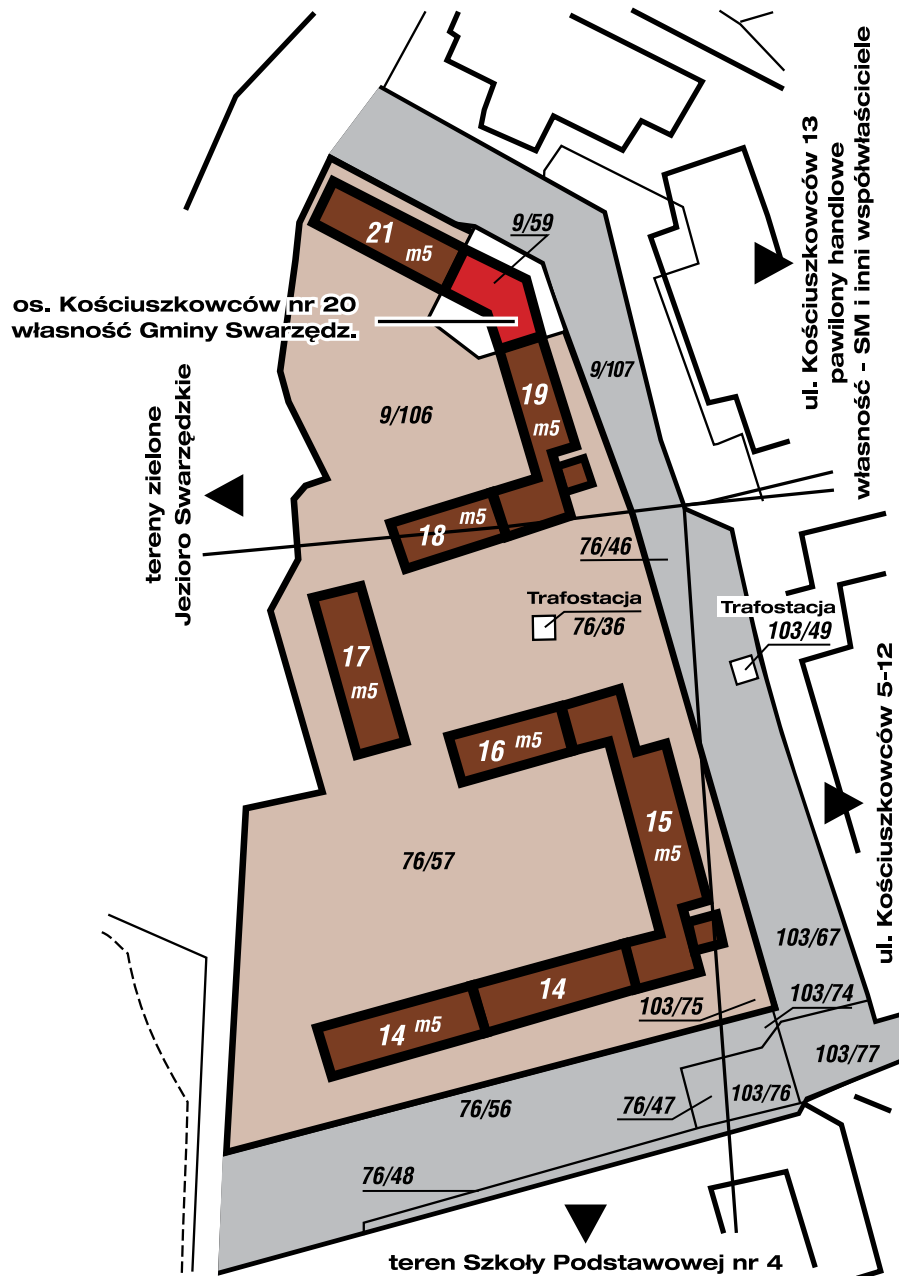 ul. Kościuszkowców 13
pawilony handlowe
własność - SM i inni współwłaściciele
9/59
21 m5
os. Kościuszkowców nr 20
własność Gminy Swarzędz.
9/107
19
m5
9/106
tereny zielone
Jezioro Swarzędzkie
18 m5
76/46
Trafostacja
76/36
Trafostacja
103/49
17
m5
16 m5
15
m5
ul. Kościuszkowców 5-12
76/57
103/67
14
14 m5
103/75
103/74
103/77
103/76
76/47
76/56
76/48
teren Szkoły Podstawowej nr 4